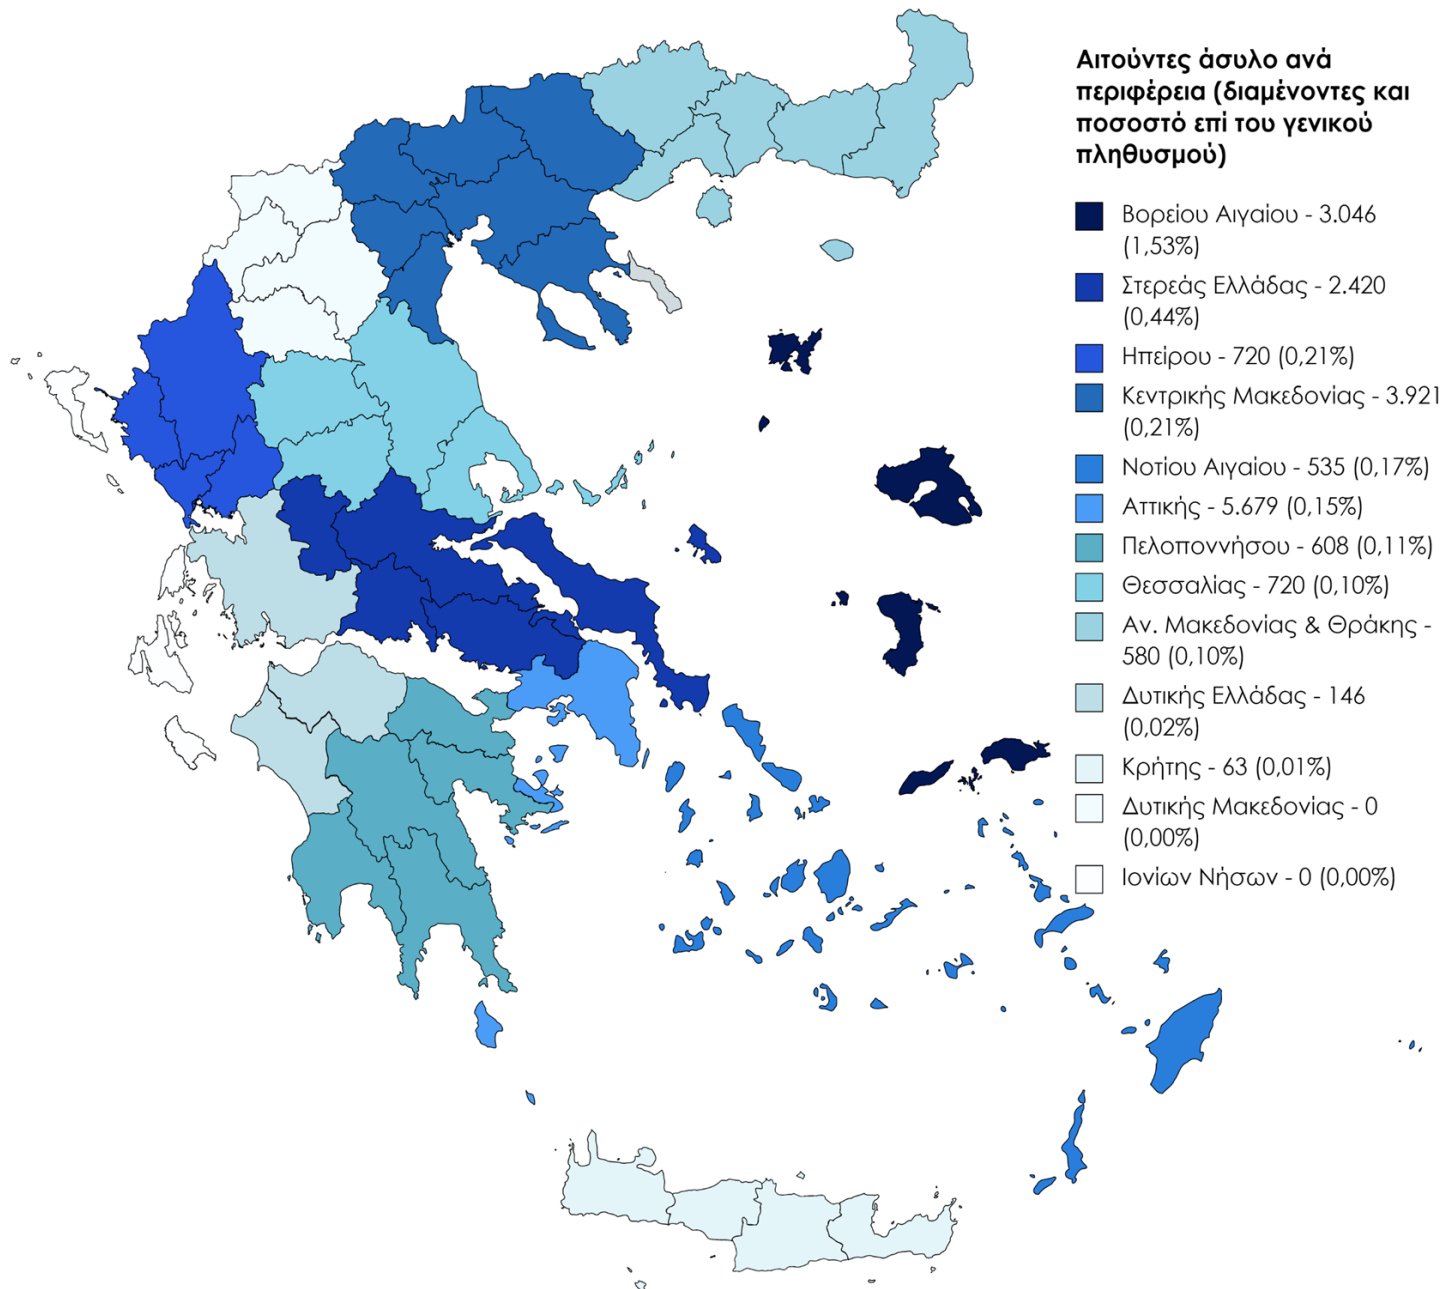 Αιτούντες άσυλο ανά
περιφέρεια (διαμένοντες και
ποσοστό επί του γενικού
πληθυσμού)
Βορείου Αιγαίου - 3.046
(1,53%)
Στερεάς Ελλάδας - 2.420
(0,44%)
Ηπείρου - 720 (0,21%)
Κεντρικής Μακεδονίας - 3.921
(0,21%)
Νοτίου Αιγαίου - 535 (0,17%)
Αττικής - 5.679 (0,15%)
Πελοποννήσου - 608 (0,11%)
Θεσσαλίας - 720 (0,10%)
Αν. Μακεδονίας & Θράκης -
580 (0,10%)
Δυτικής Ελλάδας - 146
(0,02%)
Κρήτης - 63 (0,01%)
Δυτικής Μακεδονίας - 0
(0,00%)
Ιονίων Νήσων - 0 (0,00%)